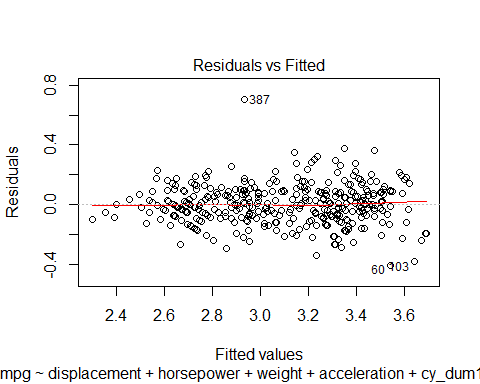 Residuals vs Fitted
Residuals
0.8
0.4
0.0
-0.4
387
60
103
2.4 2.6 2.8 3.0 3.2 3.4 3.6
Fitted values
mpg ~ displacement + horsepower + weight + acceleration + cy_dum1